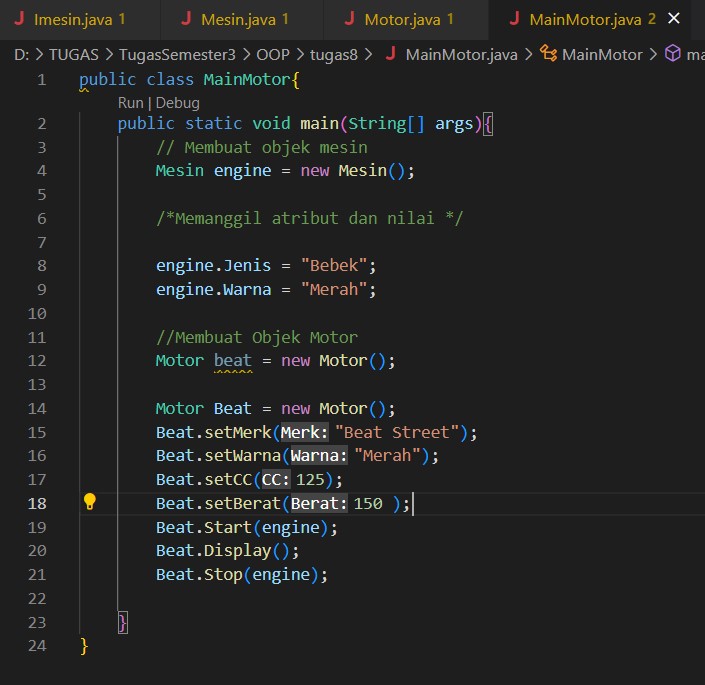 J Imesin.java 1 J Mesin.java 1 J Motor.java 1 J MainMotor.java 2 ×
D: > TUGAS > TugasSemester3 > OOP > tugas8 > J MainMotor.java > MainMotor > ma
1 public class MainMotor{
Run | Debug
2 public static void main(String[] args){
3 // Membuat objek mesin
4 Mesin engine = new Mesin();
5
6 /*Memanggil atribut dan nilai */
7
8 engine.Jenis = "Bebek";
9 engine.Warna = "Merah";
10
11 //Membuat Objek Motor
12 Motor beat = new Motor();
13
14 Motor Beat = new Motor();
15 Beat.setMerk(Merk: "Beat Street");
16 Beat.setWarna(Warna: "Merah");
17 Beat.setCC(CC: 125);
18 Beat.setBerat(Berat: 150 );
19 Beat.Start(engine);
20 Beat.Display();
21 Beat.Stop(engine);
22
23 }
24 }